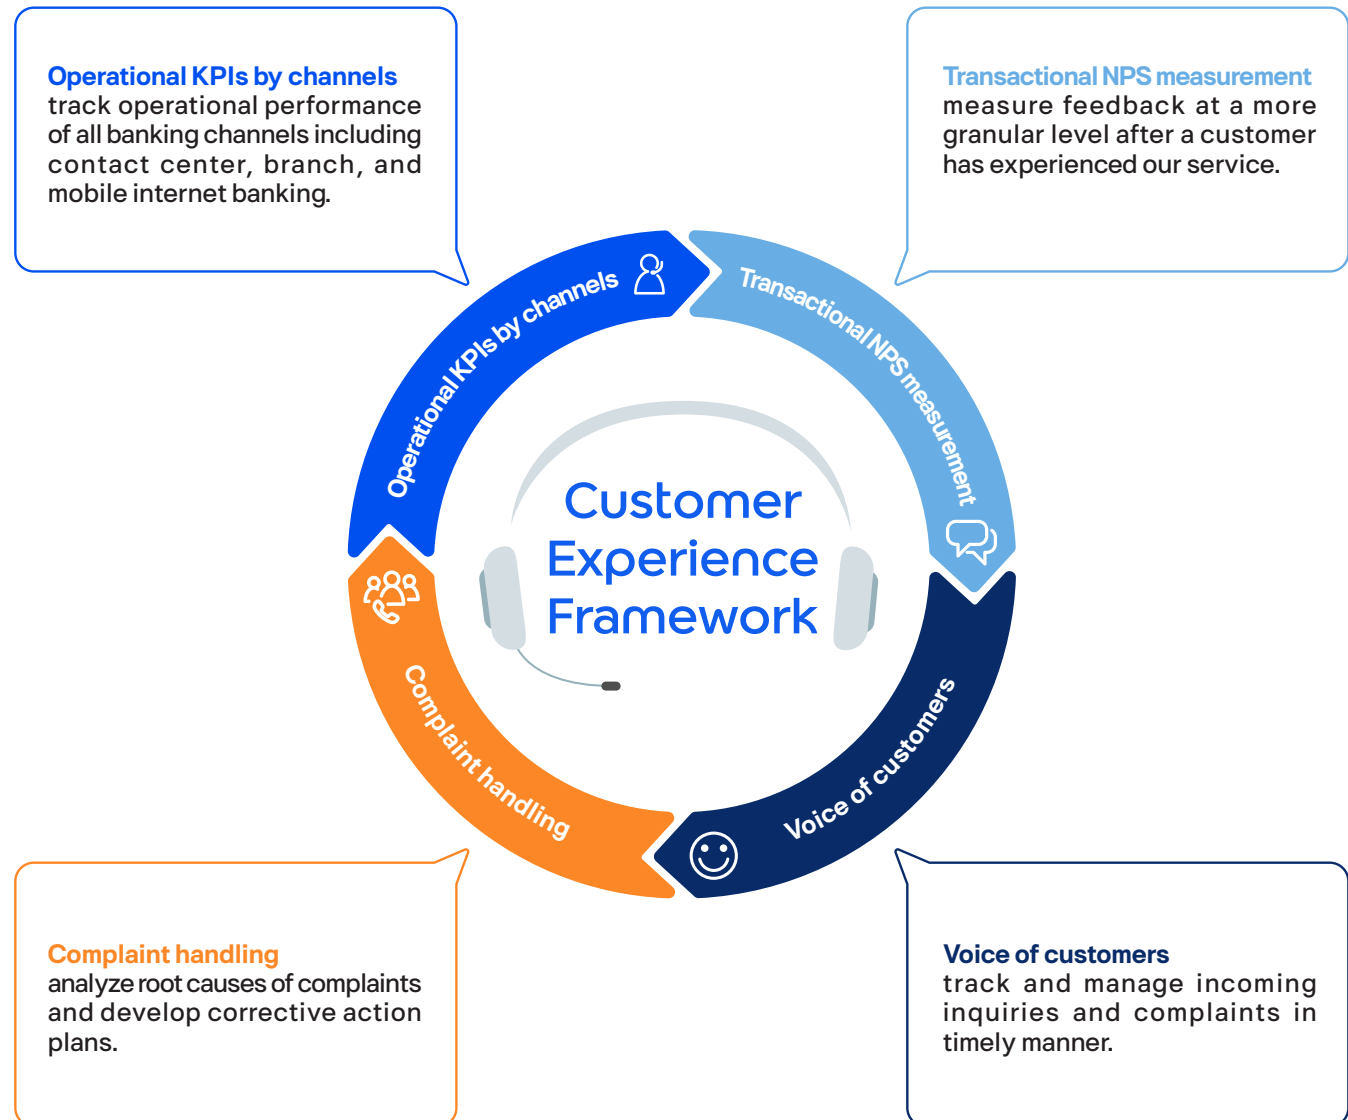 Operational KPIs by channels
track operational performance
of all banking channels including
contact center, branch, and
mobile internet banking.
Transactional NPS measurement
measure feedback at a more
granular level after a customer
has experienced our service.
Operational KPIs by channels
Transactional NPS measurement
Customer
Experience
Framework
Complaint handling
Voice of customers
Complaint handling
analyze root causes of complaints
and develop corrective action
plans.
Voice of customers
track and manage incoming
inquiries and complaints in
timely manner.